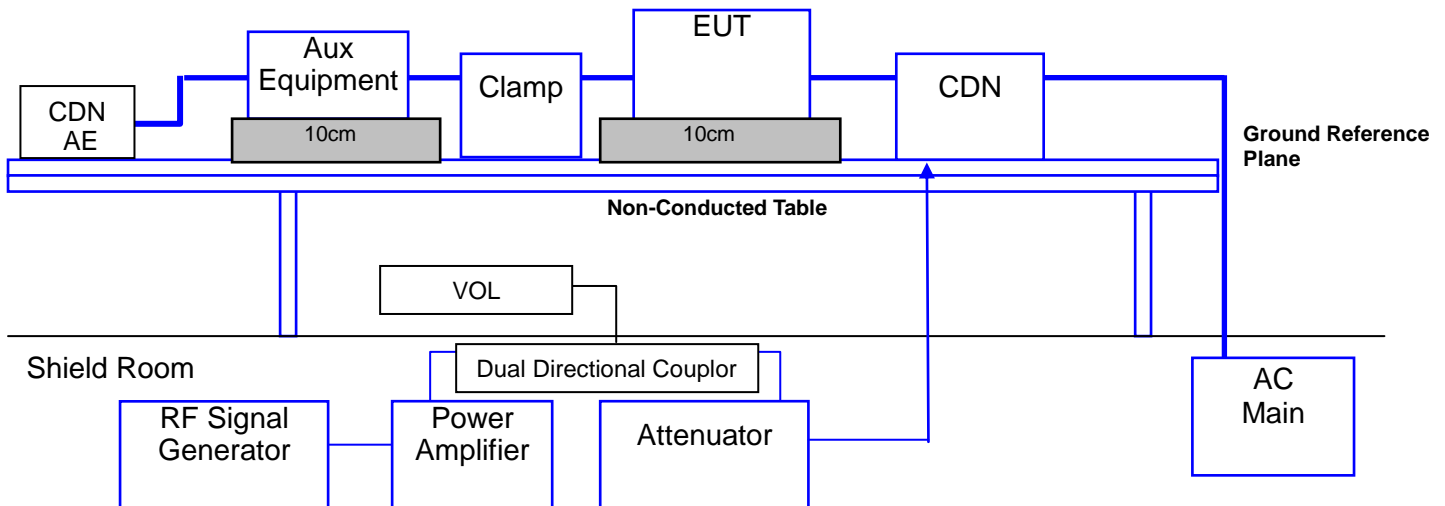 EUT
Aux
Equipment
Clamp
CDN
CDN
AE
10cm
10cm
Ground Reference
Plane
Non-Conducted Table
VOL
Shield Room
Dual Directional Couplor
AC
Main
RF Signal
Generator
Power
Amplifier
Attenuator